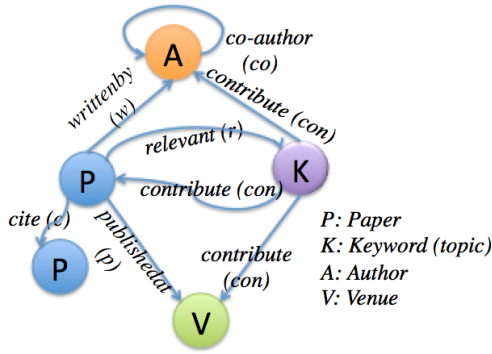 co-author
(co)
A
writtenby
(w)
contribute (con)
relevant (r)
P
K
contribute (con)
cite (c)
publishedat
(p)
P
contribute
(con)
V
P: Paper
K: Keyword (topic)
A: Author
V: Venue